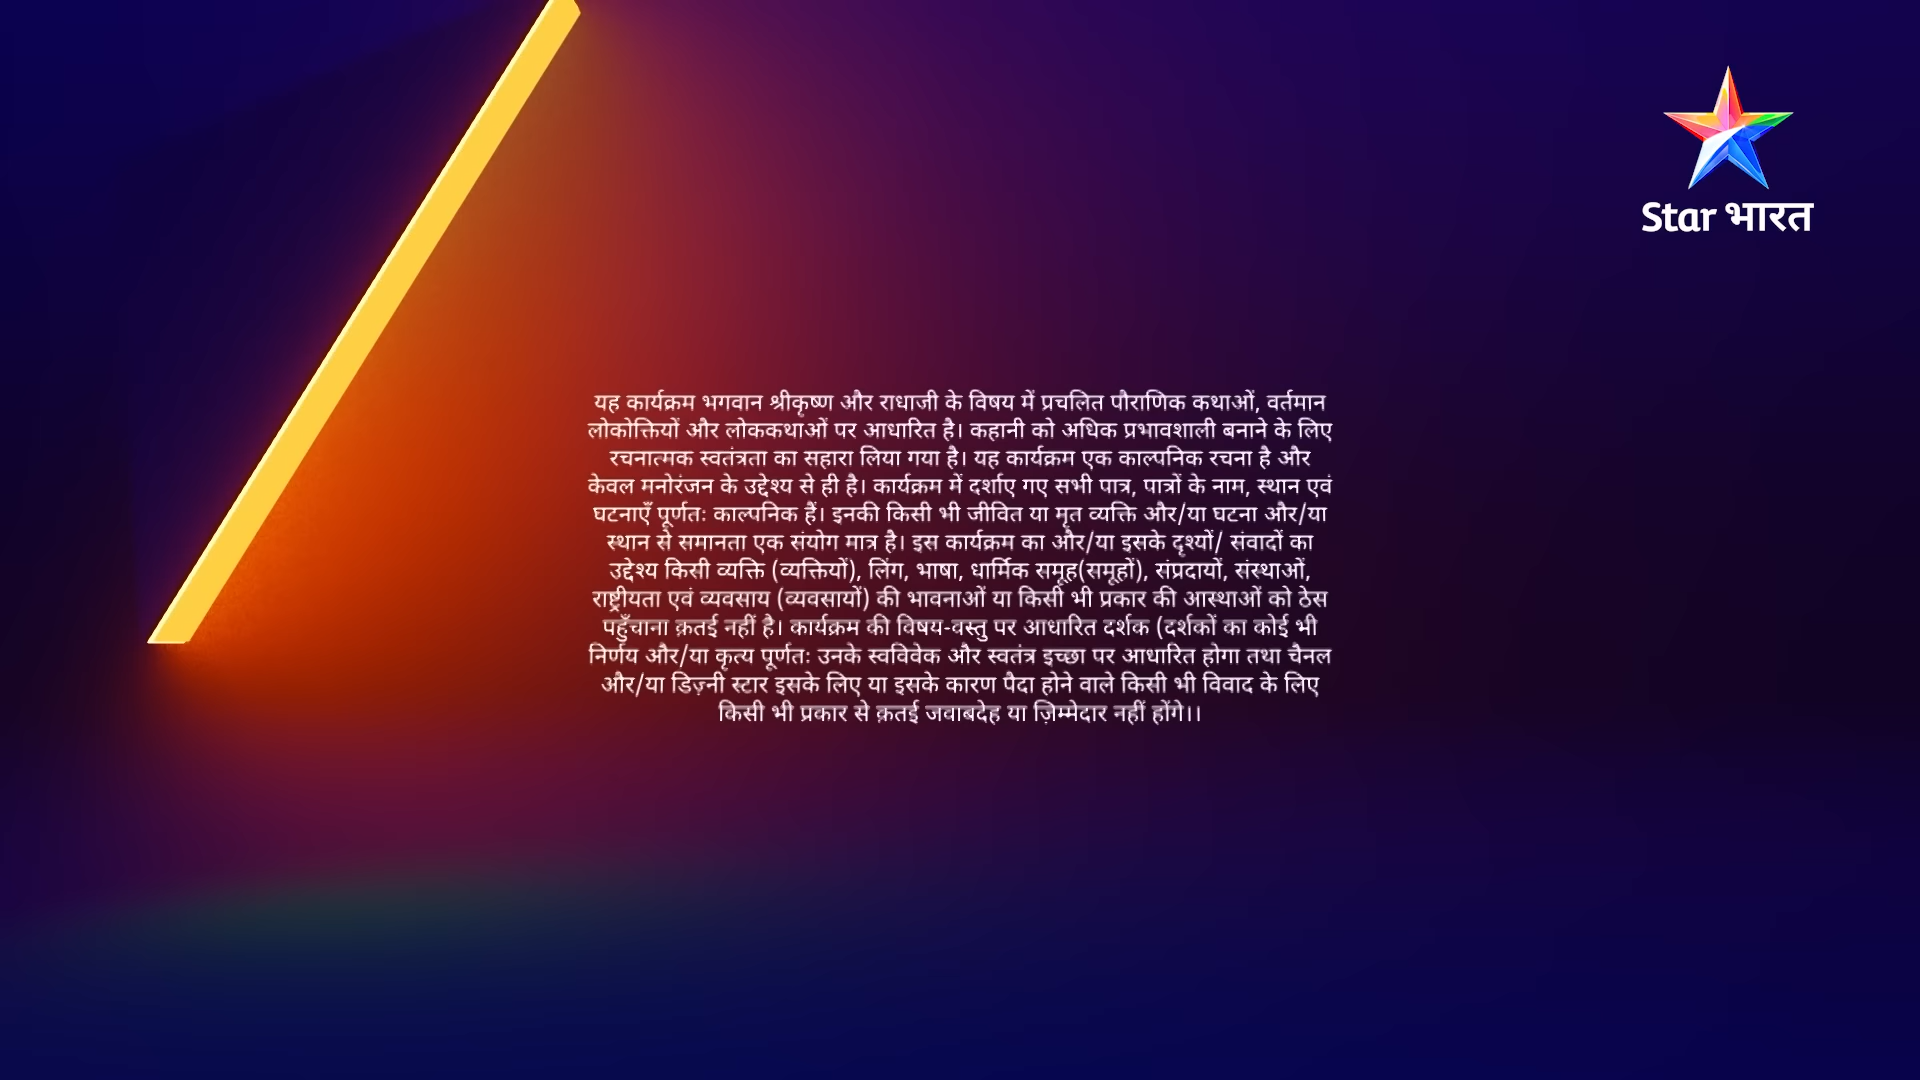 Star भारत
यह कार्यक्रम भगवान श्रीकृष्ण और राधाजी के विषय में प्रचलित पौराणिक कथाओं, वर्तमान
लोकोक्तियों और लोककथाओं पर आधारित है। कहानी को अधिक प्रभावशाली बनाने के लिए
रचनात्मक स्वतंत्रता का सहारा लिया गया है। यह कार्यक्रम एक काल्पनिक रचना है और
केवल मनोरंजन के उद्देश्य से ही है। कार्यक्रम में दर्शाए गए सभी पात्र, पात्रों के नाम, स्थान एवं
घटनाएँ पूर्णतः काल्पनिक हैं। इनकी किसी भी जीवित या मृत व्यक्ति और/या घटना और/या
स्थान से समानता एक संयोग मात्र है। इस कार्यक्रम का और/या इसके दृश्यों/ संवादों का
उद्देश्य किसी व्यक्ति (व्यक्तियों), लिंग, भाषा, धार्मिक समूह(समूहों), संप्रदायों, संस्थाओं,
राष्ट्रीयता एवं व्यवसाय (व्यवसायों) की भावनाओं या किसी भी प्रकार की आस्थाओं को ठेस
पहुँचाना क़तई नहीं है। कार्यक्रम की विषय-वस्तु पर आधारित दर्शक (दर्शकों का कोई भी
निर्णय और/या कृत्य पूर्णतः उनके स्वविवेक और स्वतंत्र इच्छा पर आधारित होगा तथा चैनल
और/या डिज़्नी स्टार इसके लिए या इसके कारण पैदा होने वाले किसी भी विवाद के लिए
किसी भी प्रकार से क़तई जवाबदेह या ज़िम्मेदार नहीं होंगे।।